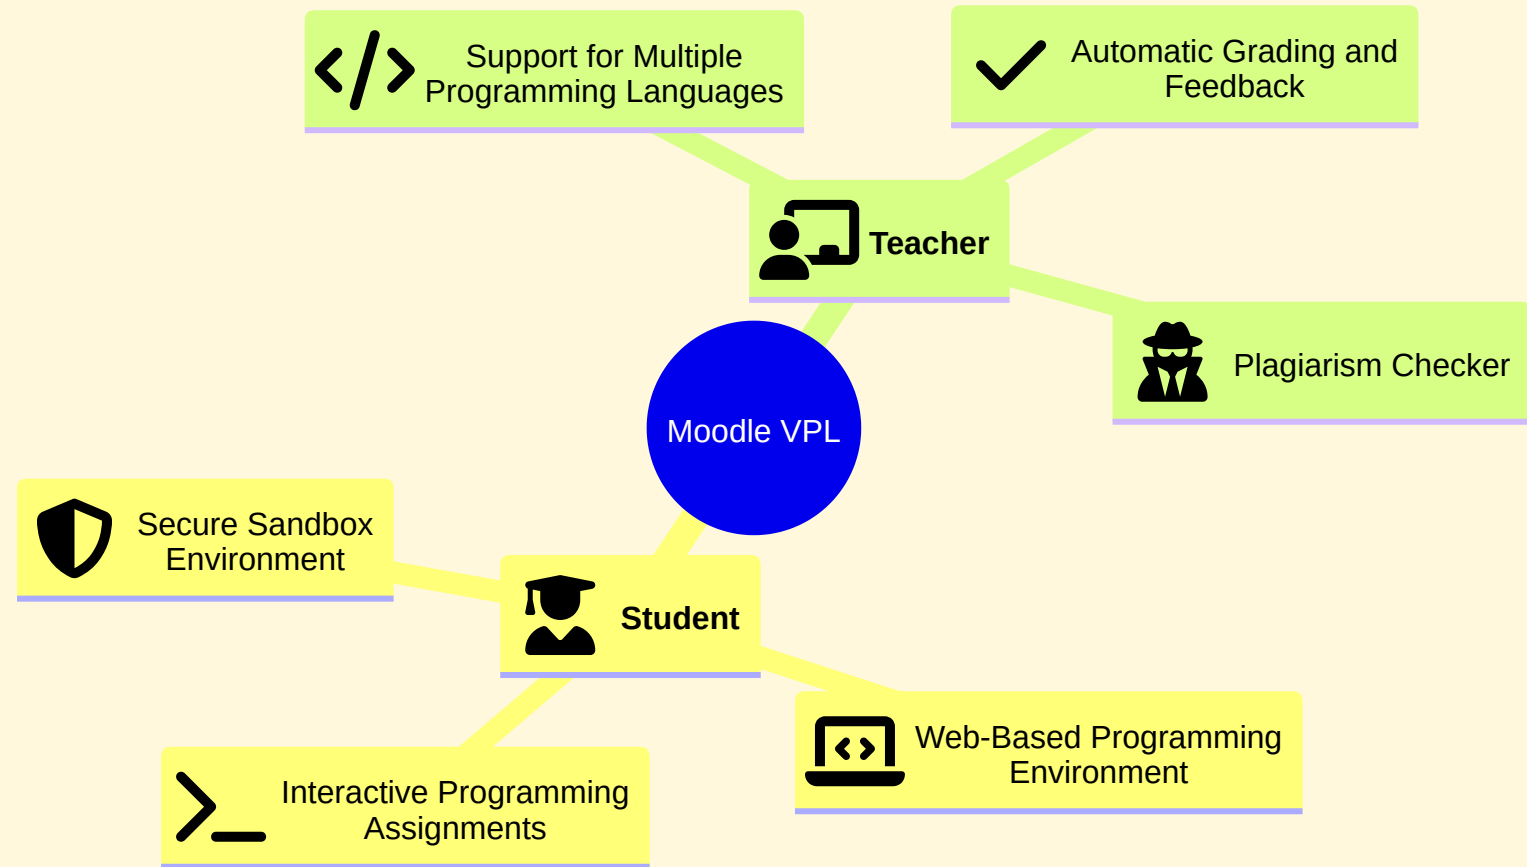 Support for Multiple
Programming Languages
Automatic Grading and
Feedback
Teacher
Plagiarism Checker
Moodle VPL
Secure Sandbox
Environment
Student
Web-Based Programming
Environment
Interactive Programming
Assignments